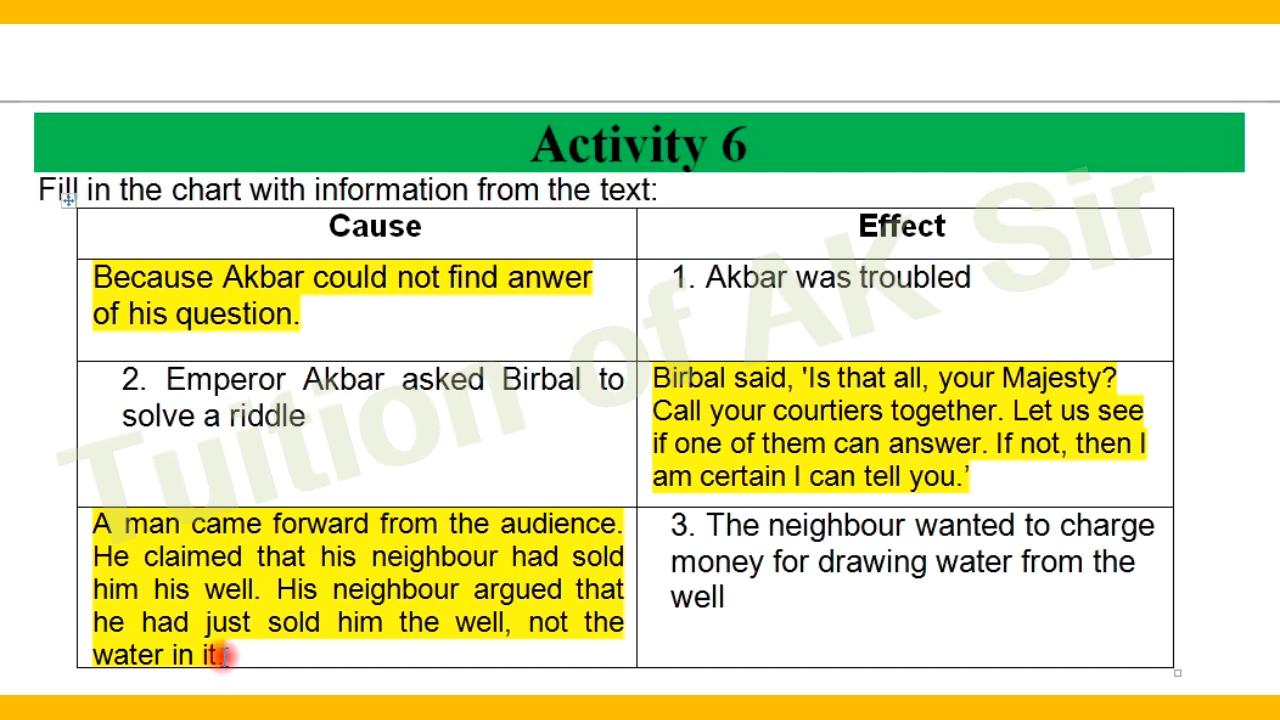 Activity 6
Fill in the chart with information from the text:
Cause
Effect
Because Akbar could not find anwer
of his question.
1. Akbar was troubled
2. Emperor Akbar asked Birbal to
solve a riddle
Birbal said, 'Is that all, your Majesty?
Call your courtiers together. Let us see
if one of them can answer. If not, then I
am certain I can tell you.’
A man came forward from the audience.
He claimed that his neighbour had sold
him his well. His neighbour argued that
he had just sold him the well, not the
water in it.
3. The neighbour wanted to charge
money for drawing water from the
well
Tuition of AK Sir